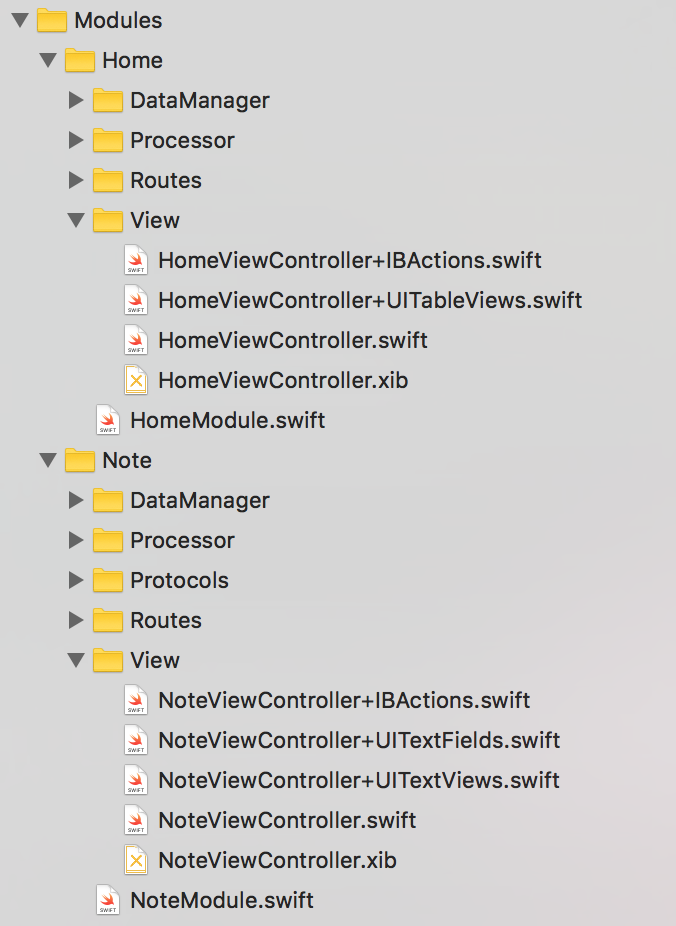 Modules
Home
DataManager
Processor
Routes
View
SWIFT HomeViewController+IBActions.swift
SWIFT HomeViewController+UITableViews.swift
SWIFT HomeViewController.swift
HomeViewController.xib
SWIFT HomeModule.swift
Note
DataManager
Processor
Protocols
Routes
View
SWIFT NoteViewController+IBActions.swift
SWIFT NoteViewController+UITextFields.swift
SWIFT NoteViewController+UITextViews.swift
SWIFT NoteViewController.swift
NoteViewController.xib
SWIFT NoteModule.swift